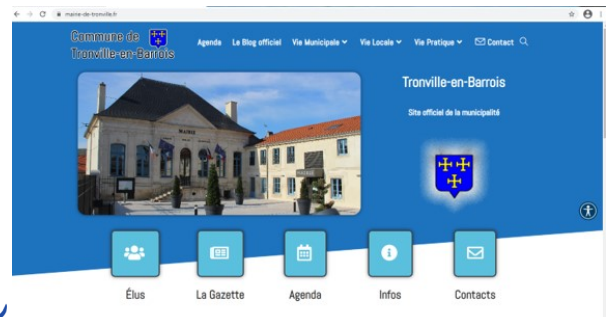 mairie-de-tronville.fr
Commune de
Tronville-en-Barrois
Agenda Le Blog officiel Vie Municipale Vie Locale Vie Pratique Contact
MAIRIE
Tronville-en-Barrois
Site officiel de la municipalité
Élus La Gazette Agenda Infos Contacts